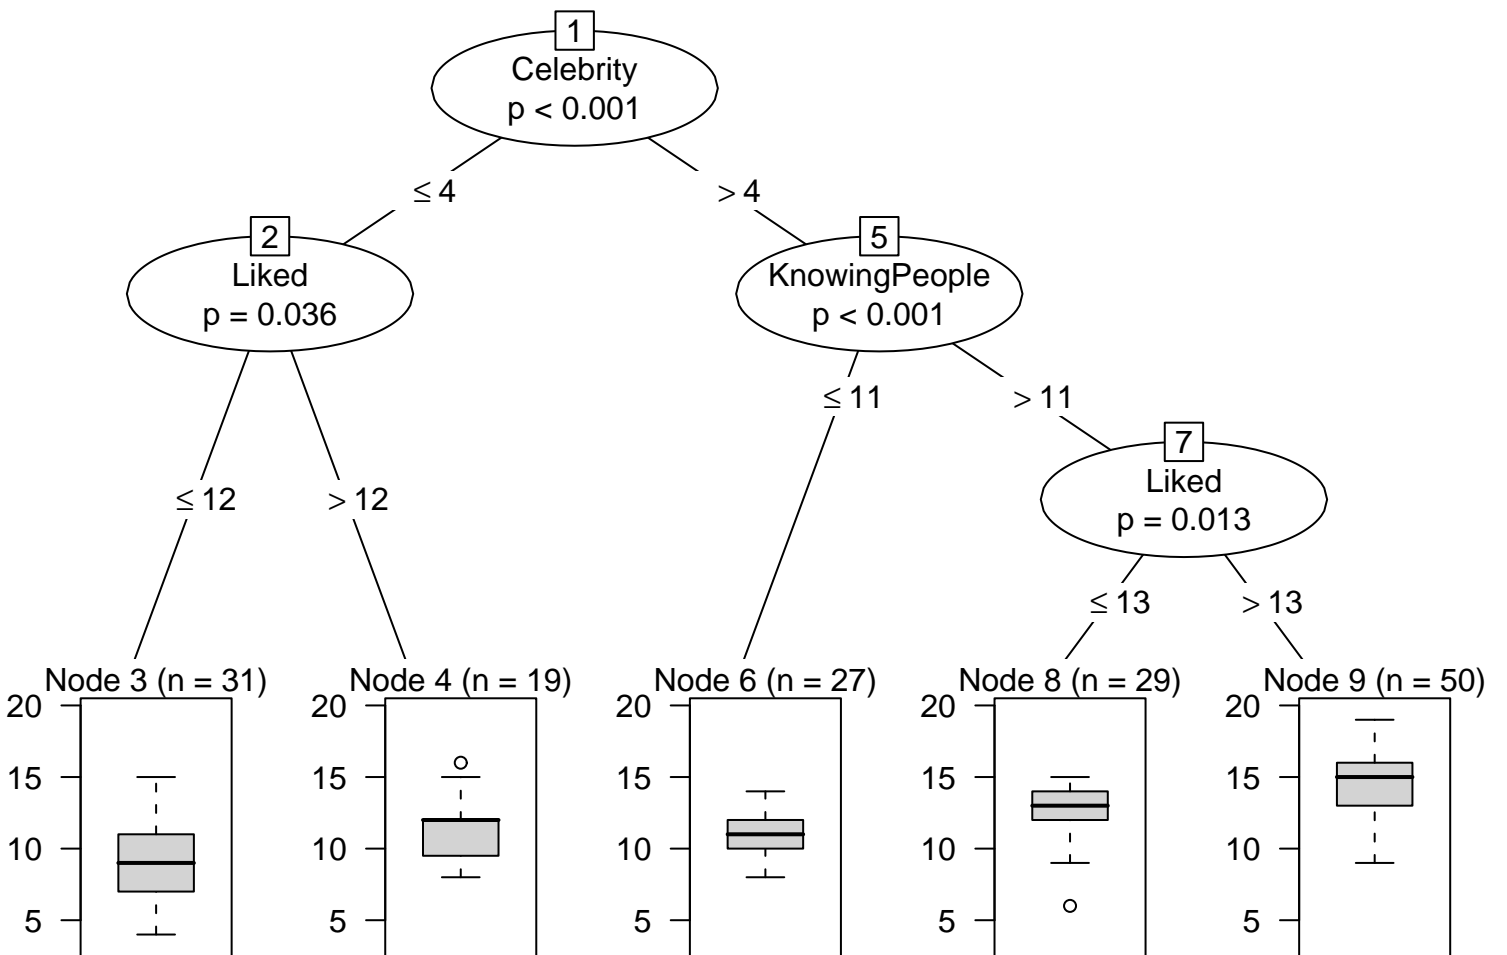 1
Celebrity
p < 0.001
≤ 4
> 4
2
Liked
p = 0.036
5
KnowingPeople
p < 0.001
≤ 11
> 11
7
Liked
p = 0.013
≤ 12
> 12
≤ 13
> 13
Node 3 (n = 31)
20
15
10
5
Node 4 (n = 19)
20
15
10
5
Node 6 (n = 27)
20
15
10
5
Node 8 (n = 29)
20
15
10
5
Node 9 (n = 50)
20
15
10
5